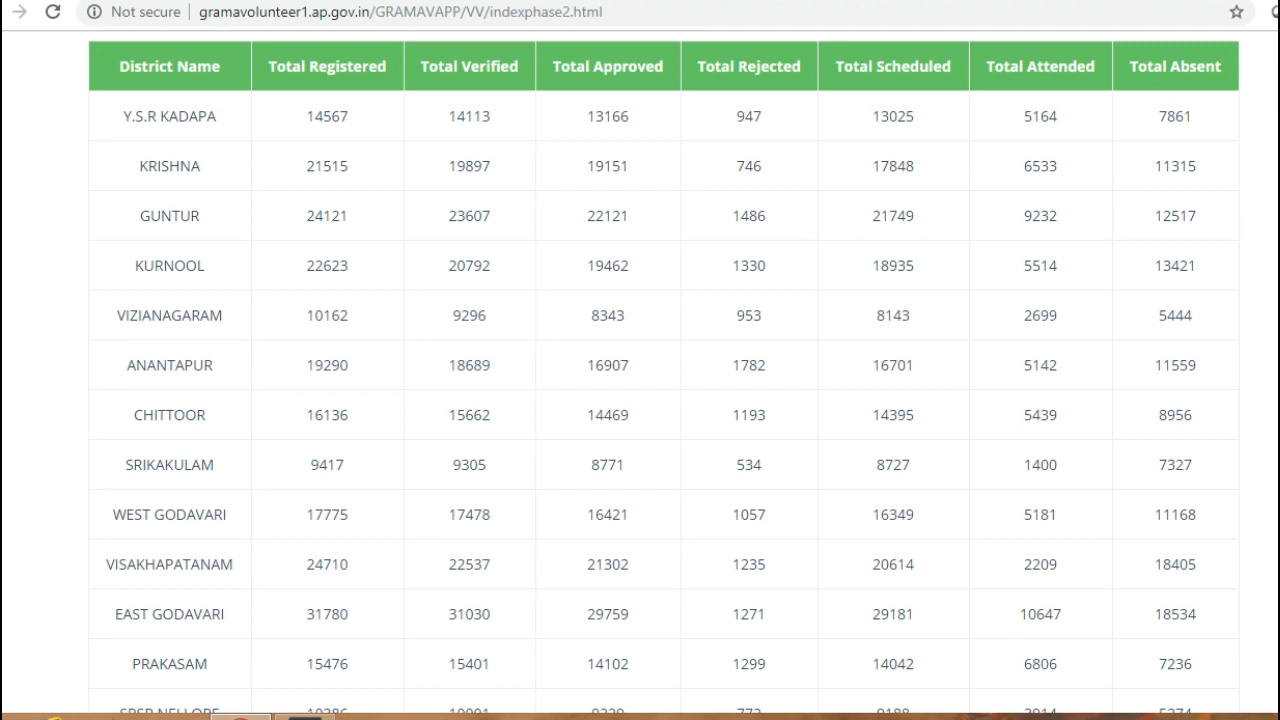 Not secure | gramavolunteer1.ap.gov.in/GRAMAVAPP/VV/indexphase2.html
District Name Total Registered Total Verified Total Approved Total Rejected Total Scheduled Total Attended Total Absent
Y.S.R KADAPA 14567 14113 13166 947 13025 5164 7861
KRISHNA 21515 19897 19151 746 17848 6533 11315
GUNTUR 24121 23607 22121 1486 21749 9232 12517
KURNOOL 22623 20792 19462 1330 18935 5514 13421
VIZIANAGARAM 10162 9296 8343 953 8143 2699 5444
ANANTAPUR 19290 18689 16907 1782 16701 5142 11559
CHITTOOR 16136 15662 14469 1193 14395 5439 8956
SRIKAKULAM 9417 9305 8771 534 8727 1400 7327
WEST GODAVARI 17775 17478 16421 1057 16349 5181 11168
VISAKHAPATANAM 24710 22537 21302 1235 20614 2209 18405
EAST GODAVARI 31780 31030 29759 1271 29181 10647 18534
PRAKASAM 15476 15401 14102 1299 14042 6806 7236